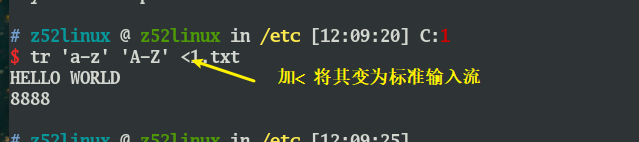 # z52linux @ z52linux in /etc [12:09:20] C:1
$ tr 'a-z' 'A-Z' <1.txt
HELLO WORLD
加< 将其变为标准输入流
8888
# z52linux @ z52linux in /etc [12:09:25]